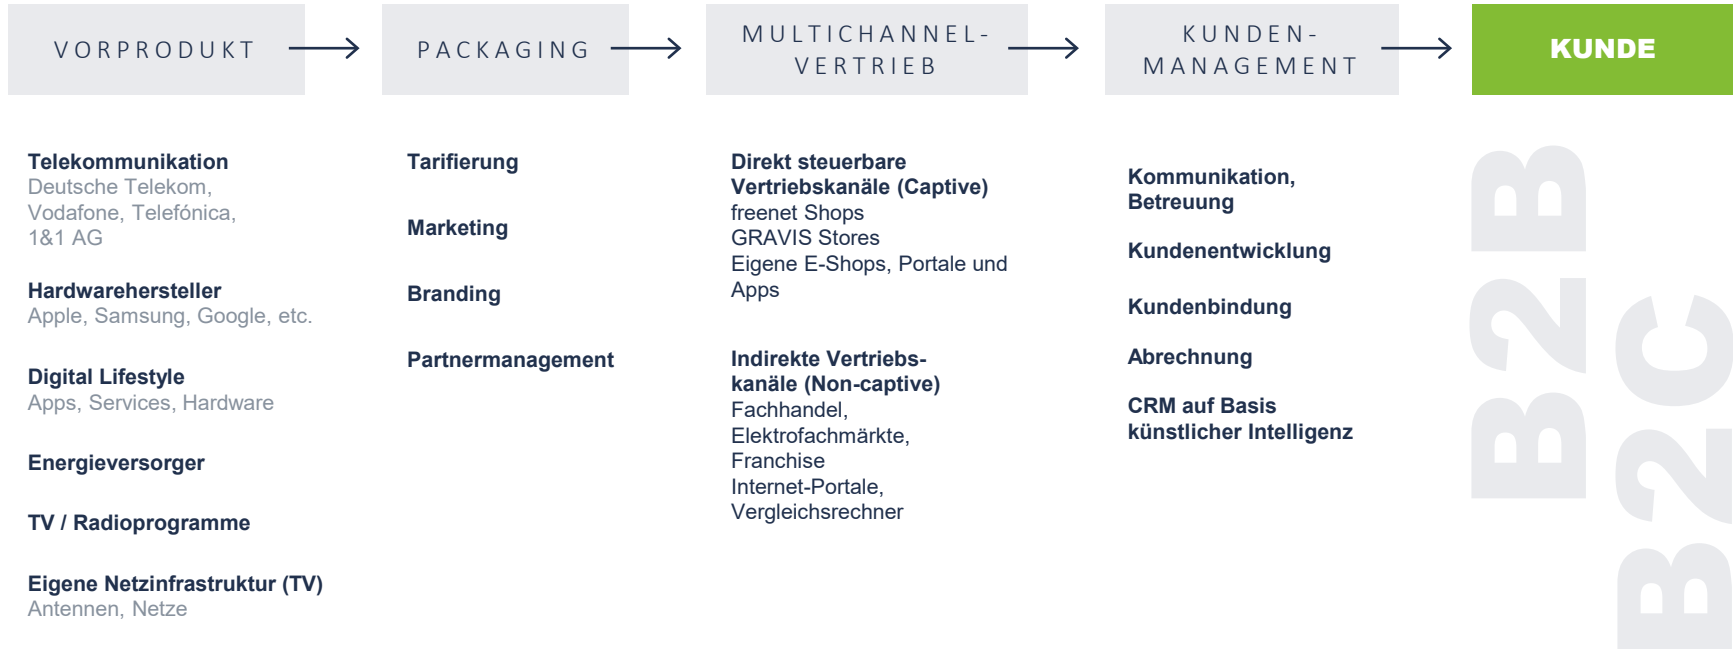 VORPRODUKT
PACKAGING
MULTICHANNEL-
VERTRIEB
KUNDEN-
MANAGEMENT
KUNDE
Telekommunikation
Deutsche Telekom,
Vodafone, Telefónica,
1&1 AG
Hardwarehersteller
Apple, Samsung, Google, etc.
Digital Lifestyle
Apps, Services, Hardware
Energieversorger
TV / Radioprogramme
Eigene Netzinfrastruktur (TV)
Antennen, Netze
Tarifierung
Marketing
Branding
Partnermanagement
Direkt steuerbare
Vertriebskanäle (Captive)
freenet Shops
GRAVIS Stores
Eigene E-Shops, Portale und
Apps
Indirekte Vertriebs-
kanäle (Non-captive)
Fachhandel,
Elektrofachmärkte,
Franchise
Internet-Portale,
Vergleichsrechner
Kommunikation,
Betreuung
Kundenentwicklung
Kundenbindung
Abrechnung
CRM auf Basis
künstlicher Intelligenz
B2B
B2C